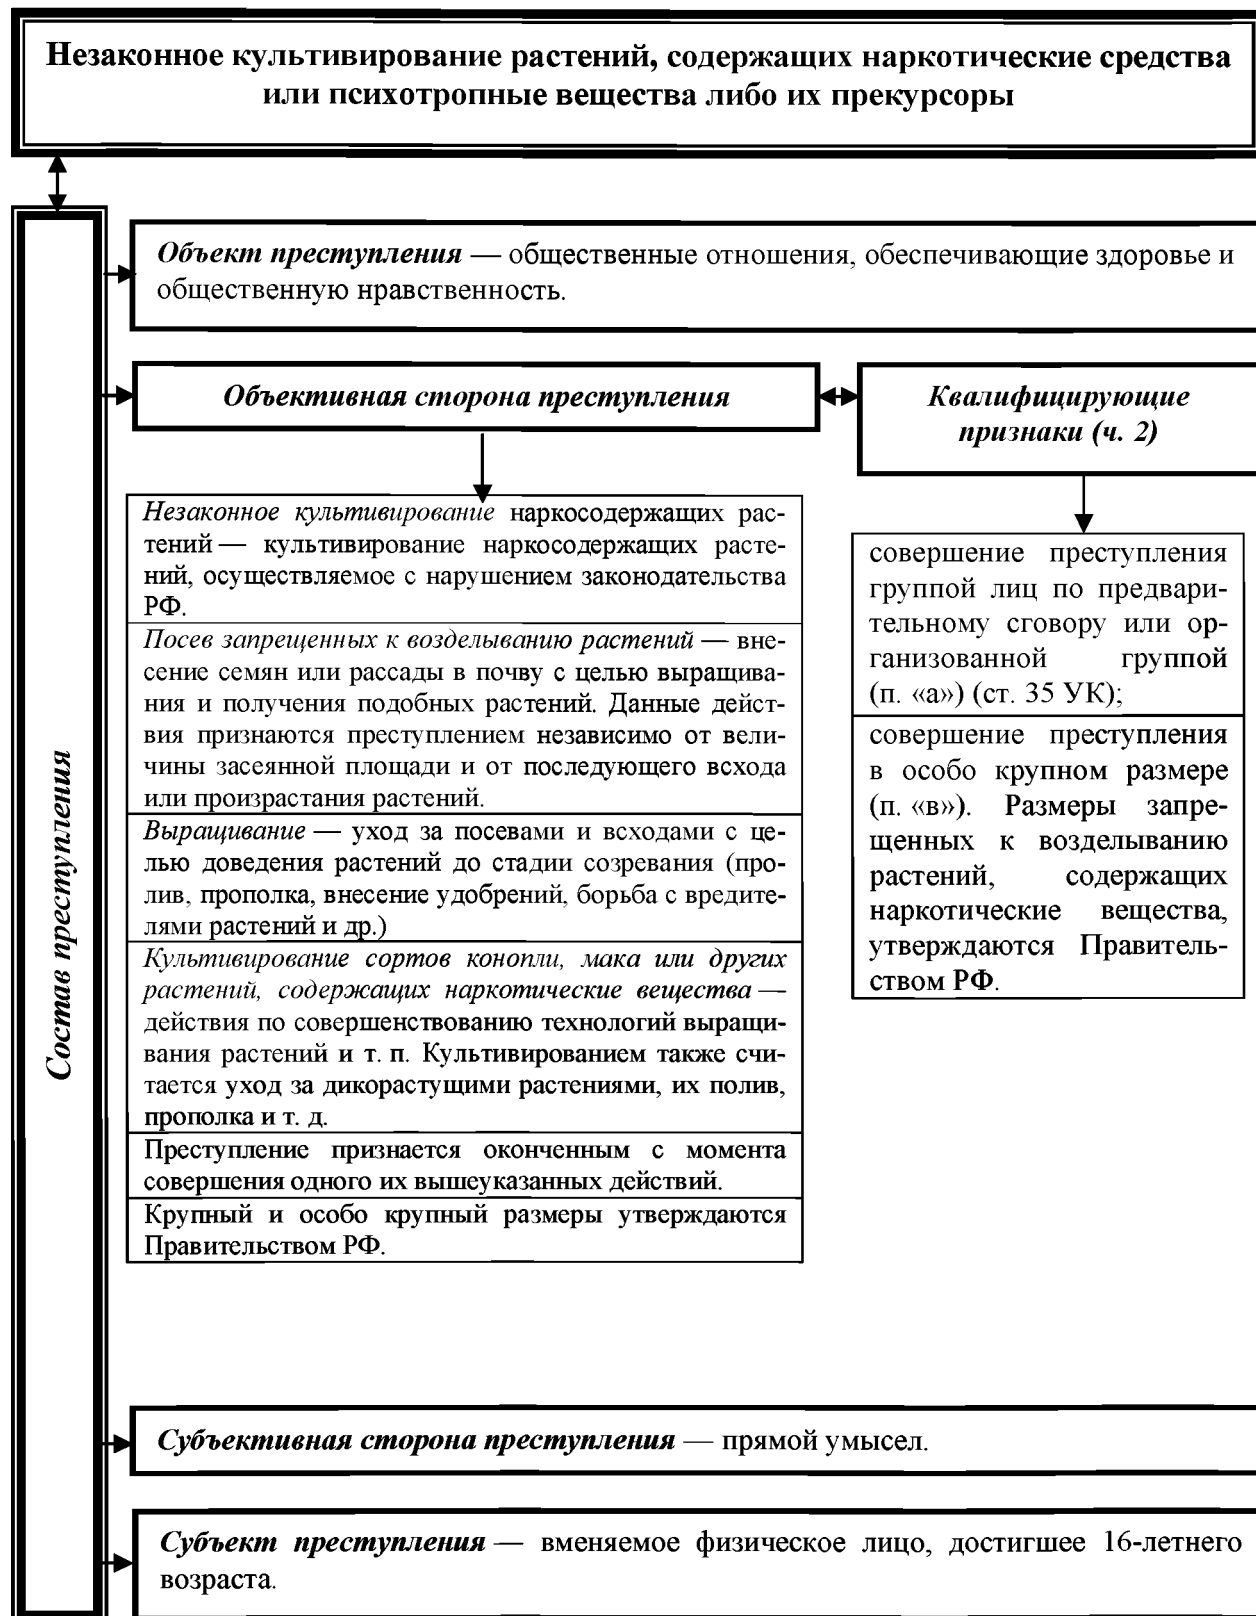 Незаконное культивирование растений, содержащих наркотические средства
или психотропные вещества либо их прекурсоры
Состав преступления
Объект преступления — общественные отношения, обеспечивающие здоровье и
общественную нравственность.
Объективная сторона преступления
Незаконное культивирование наркосодержащих рас-
тений — культивирование наркосодержащих расте-
ний, осуществляемое с нарушением законодательства
РФ.
Посев запрещенных к возделыванию растений — вне-
сение семян или рассады в почву с целью выращива-
ния и получения подобных растений. Данные дейст-
вия признаются преступлением независимо от вели-
чины засеянной площади и от последующего всхода
или произрастания растений.
Выращивание — уход за посевами и всходами с це-
лью доведения растений до стадии созревания (про-
лив, прополка, внесение удобрений, борьба с вредите-
лями растений и др.)
Культивирование сортов конопли, мака или других
растений, содержащих наркотические вещества —
действия по совершенствованию технологий выращи-
вания растений и т. п. Культивированием также счи-
тается уход за дикорастущими растениями, их полив,
прополка и т. д.
Преступление признается оконченным с момента
совершения одного их вышеуказанных действий.
Крупный и особо крупный размеры утверждаются
Правительством РФ.
Квалифицирующие
признаки (ч. 2)
совершение преступления
группой лиц по предвари-
тельному сговору или ор-
ганизованной группой
(п. «а») (ст. 35 УК);
совершение преступления
в особо крупном размере
(п. «в»). Размеры запре-
щенных к возделыванию
растений, содержащих
наркотические вещества,
утверждаются Правитель-
ством РФ.
Субъективная сторона преступления — прямой умысел.
Субъект преступления — вменяемое физическое лицо, достигшее 16-летнего
возраста.